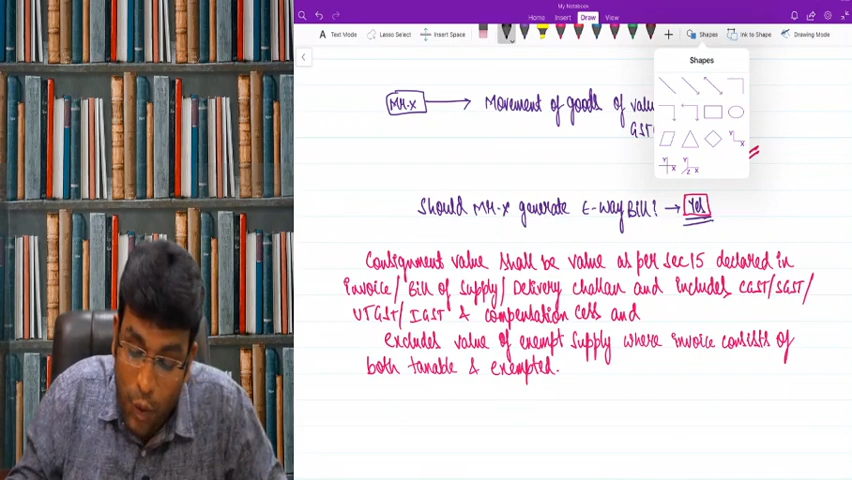 My Notebook
Home Insert Draw View
Text Mode Lasso Select Insert Space Shapes Ink to Shape Drawing Mode
Shapes
Mr.X → Movement of goods of val
GST
Should Mr.X generate E-Way Bill? → Yes
Consignment value shall be value as per Sec 15 declared in
invoice/ Bill of Supply/ Delivery challan and includes CGST/SGST/
UTGST/ IGST & compensation cess and
excludes value of exempt supply where invoice consists of
both taxable & exempted.